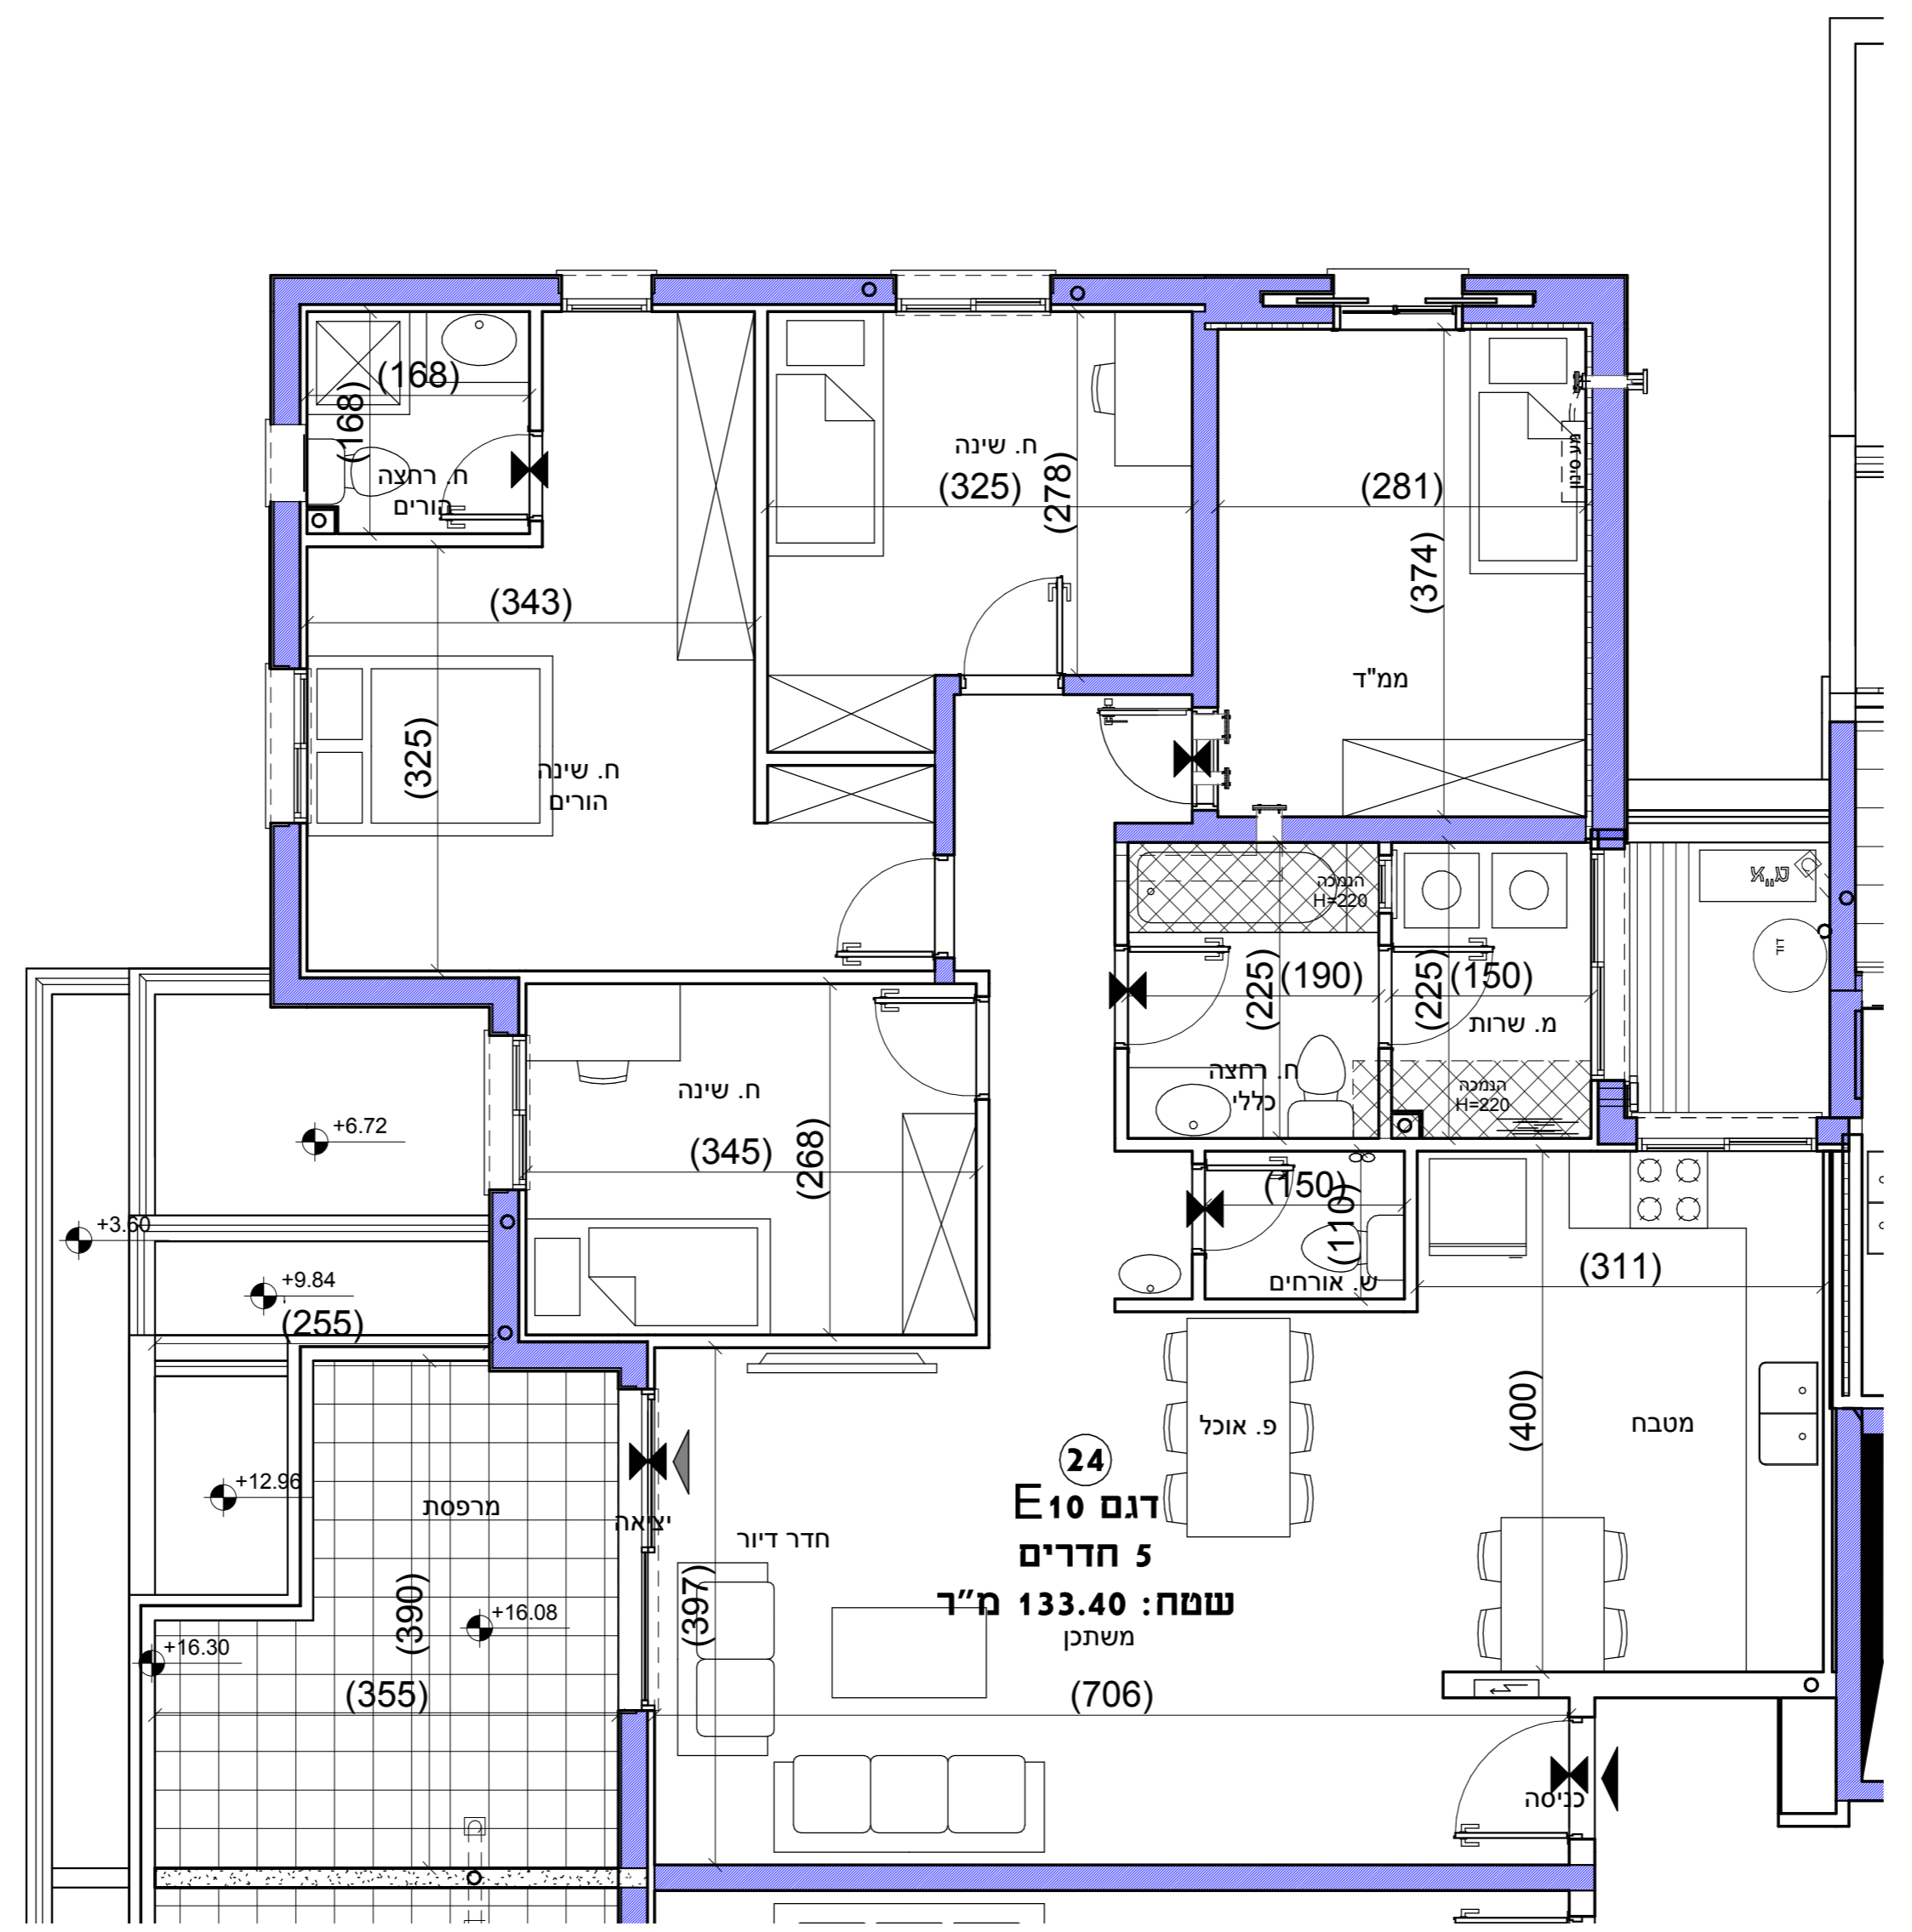 (168)
(168)
ח. רחצה
הורים
ח. שינה
(325)
(278)
(281)
(374)
מע' סינון
ממ"ד
(343)
(325)
ח. שינה
הורים
הנמכה
H=220
מ"א
דוד
(225)
(190)
(225)
(150)
מ. שרות
ח. רחצה
כללי
הנמכה
H=220
ח. שינה
(345)
(268)
+6.72
+3.60
+9.84
(255)
+12.96
(150)
(110)
ש. אורחים
(311)
(400)
מטבח
פ. אוכל
24
דגם E10
5 חדרים
שטח: 133.40 מ"ר
משתכן
מרפסת
יציאה
חדר דיור
(390)
(397)
+16.08
+16.30
(355)
(706)
כניסה